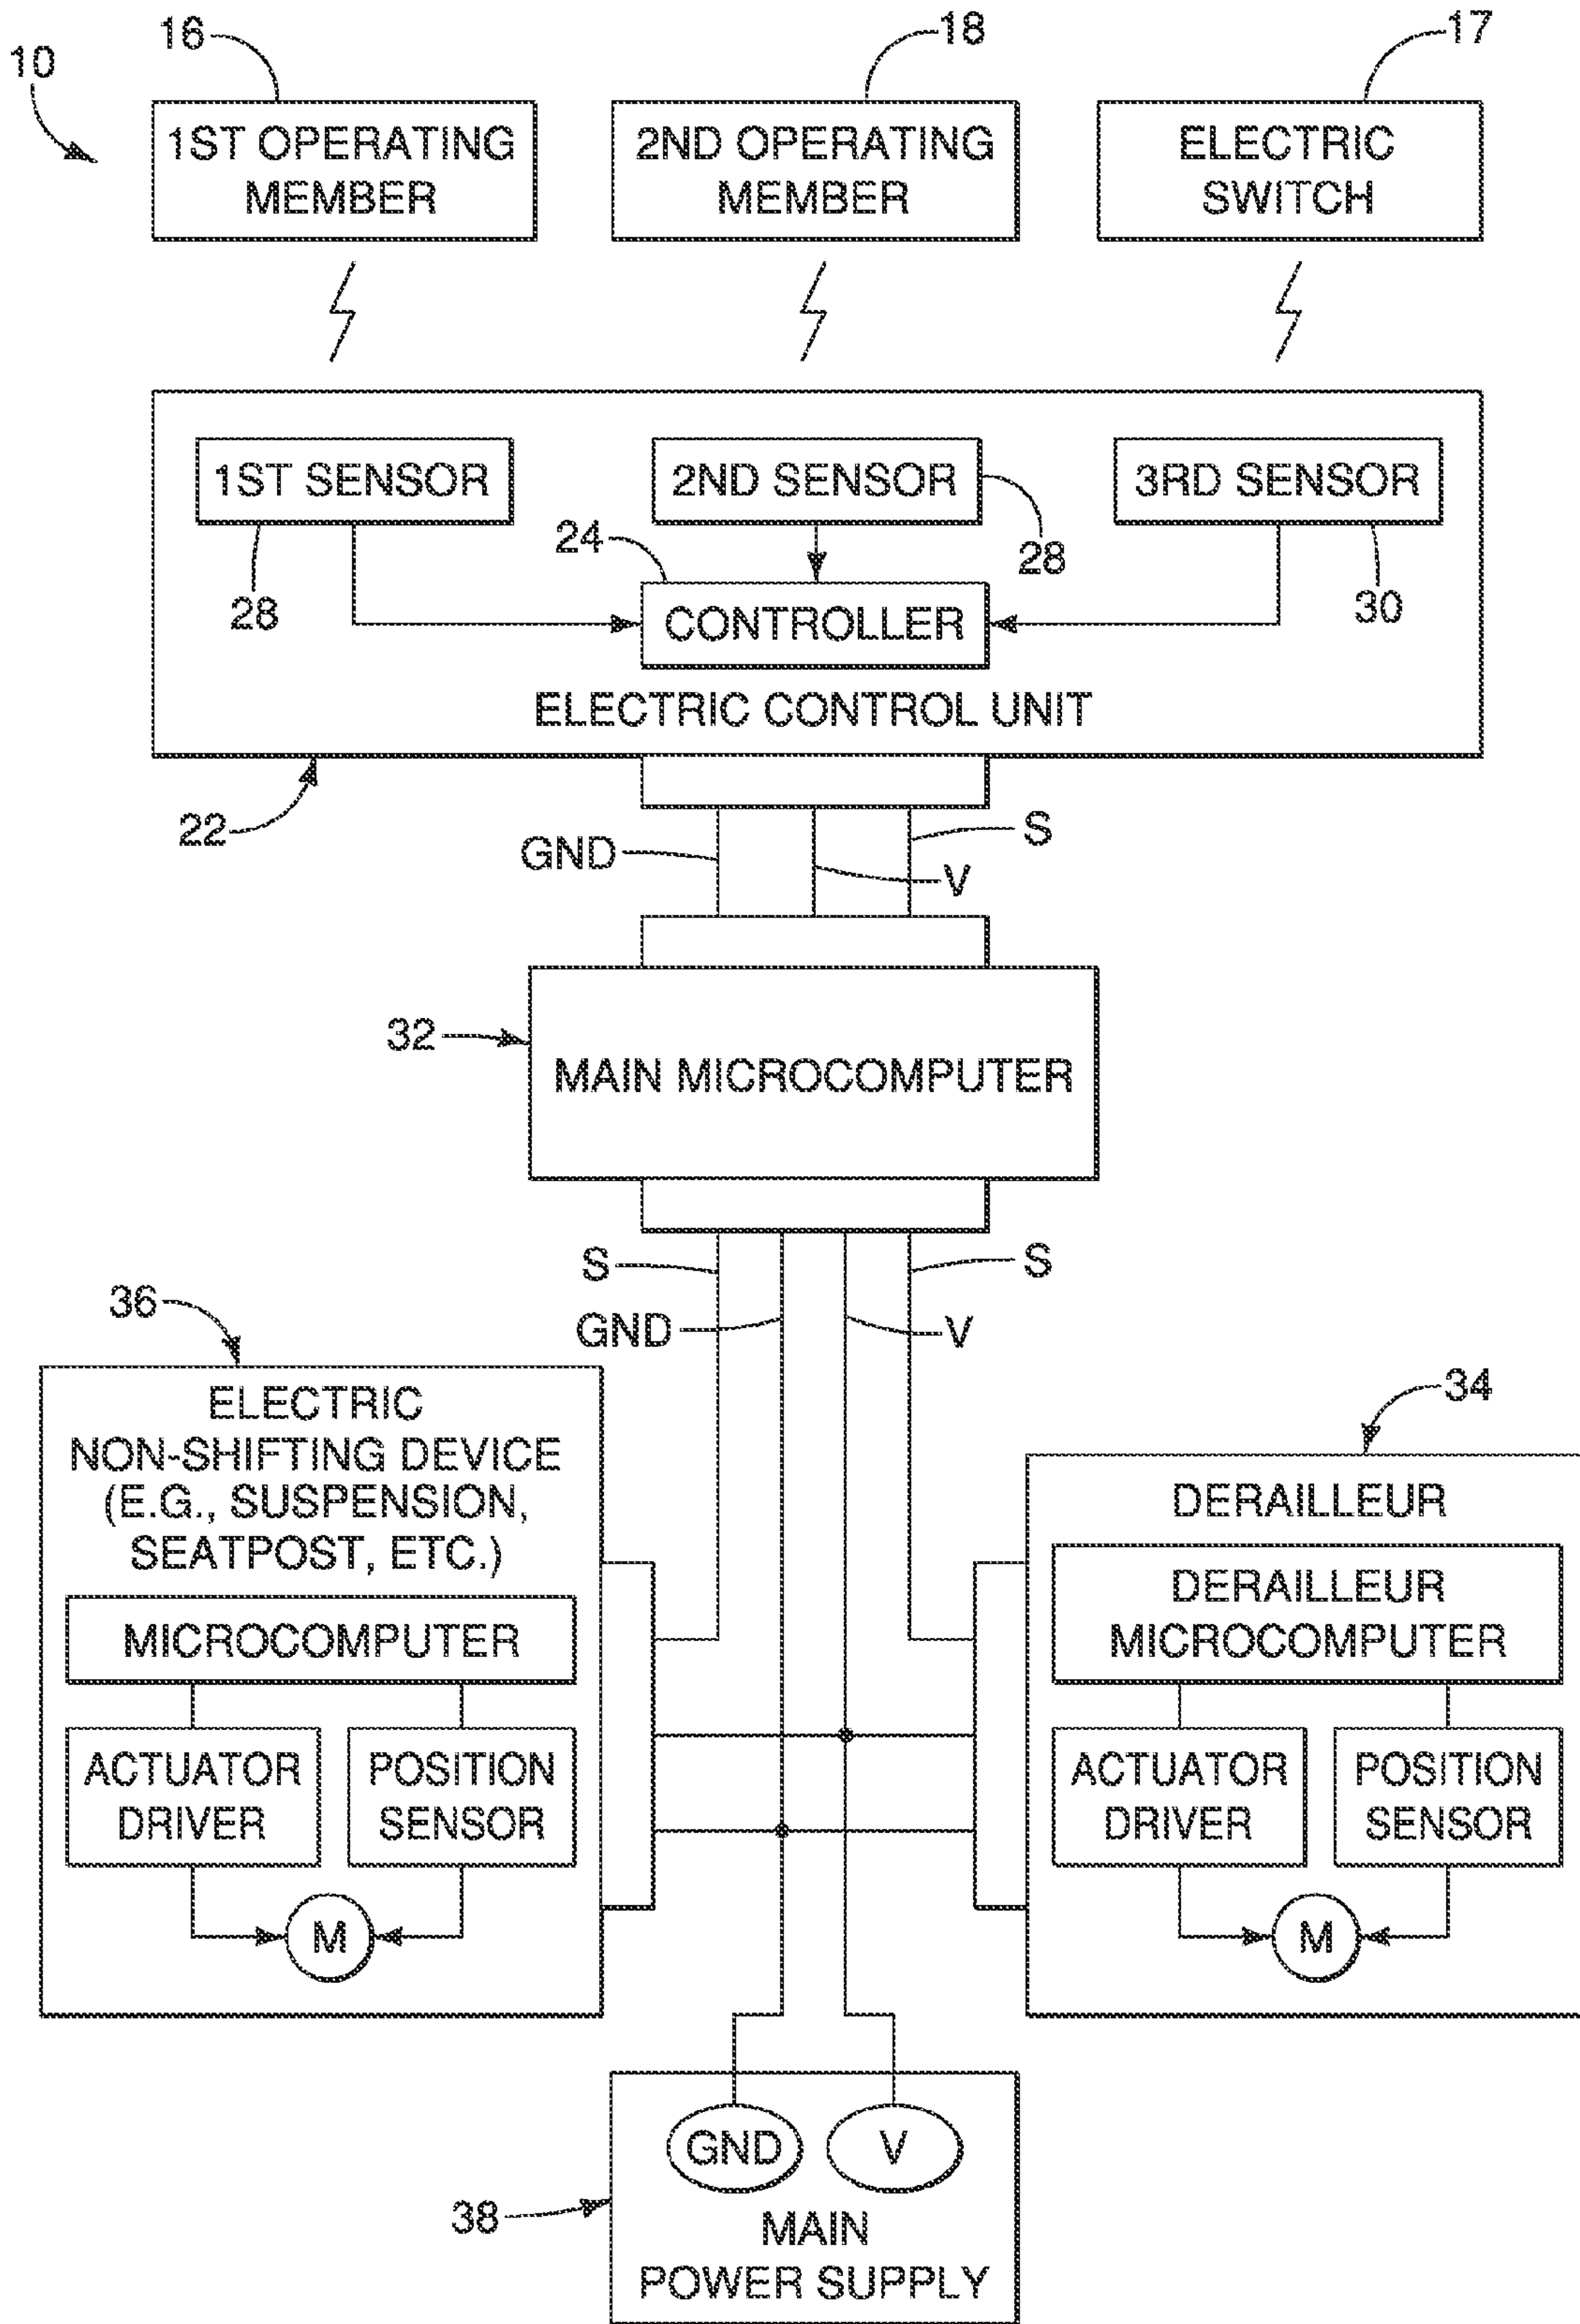 10
16
18
17
1ST OPERATING
MEMBER
2ND OPERATING
MEMBER
ELECTRIC
SWITCH
1ST SENSOR
2ND SENSOR
3RD SENSOR
28
24
28
30
CONTROLLER
ELECTRIC CONTROL UNIT
22
GND
V
S
32
MAIN MICROCOMPUTER
S
GND
V
S
36
ELECTRIC
NON-SHIFTING DEVICE
(E.G., SUSPENSION,
SEATPOST, ETC.)
MICROCOMPUTER
ACTUATOR
DRIVER
POSITION
SENSOR
M
34
DERAILLEUR
DERAILLEUR
MICROCOMPUTER
ACTUATOR
DRIVER
POSITION
SENSOR
M
38
GND
V
MAIN
POWER SUPPLY